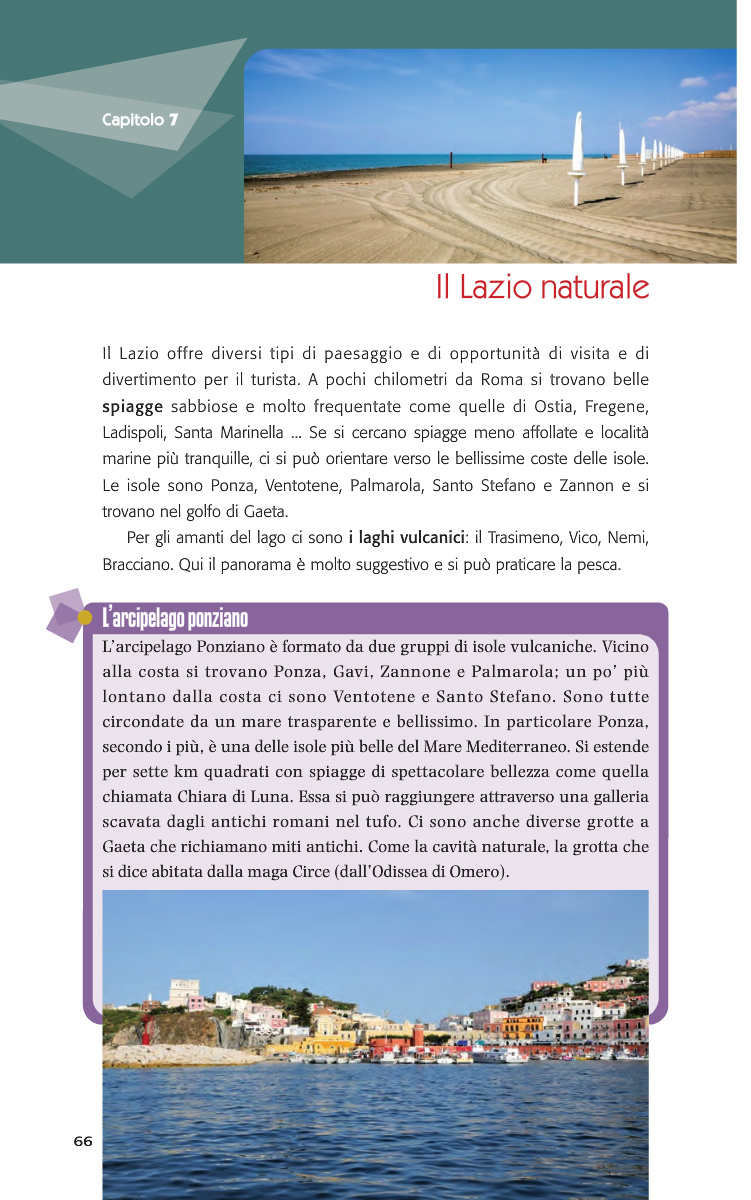 Capitolo 7
Il Lazio naturale
Il Lazio offre diversi tipi di paesaggio e di opportunità di visita e di
divertimento per il turista. A pochi chilometri da Roma si trovano belle
spiagge sabbiose e molto frequentate come quelle di Ostia, Fregene,
Ladispoli, Santa Marinella ... Se si cercano spiagge meno affollate e località
marine più tranquille, ci si può orientare verso le bellissime coste delle isole.
Le isole sono Ponza, Ventotene, Palmarola, Santo Stefano e Zannon e si
trovano nel golfo di Gaeta.
Per gli amanti del lago ci sono i laghi vulcanici: il Trasimeno, Vico, Nemi,
Bracciano. Qui il panorama è molto suggestivo e si può praticare la pesca.
L'arcipelago ponziano
L'arcipelago Ponziano è formato da due gruppi di isole vulcaniche. Vicino
alla costa si trovano Ponza, Gavi, Zannone e Palmarola; un po' più
lontano dalla costa ci sono Ventotene e Santo Stefano. Sono tutte
circondate da un mare trasparente e bellissimo. In particolare Ponza,
secondo i più, è una delle isole più belle del Mare Mediterraneo. Si estende
per sette km quadrati con spiagge di spettacolare bellezza come quella
chiamata Chiara di Luna. Essa si può raggiungere attraverso una galleria
scavata dagli antichi romani nel tufo. Ci sono anche diverse grotte a
Gaeta che richiamano miti antichi. Come la cavità naturale, la grotta che
si dice abitata dalla maga Circe (dall'Odissea di Omero).
66